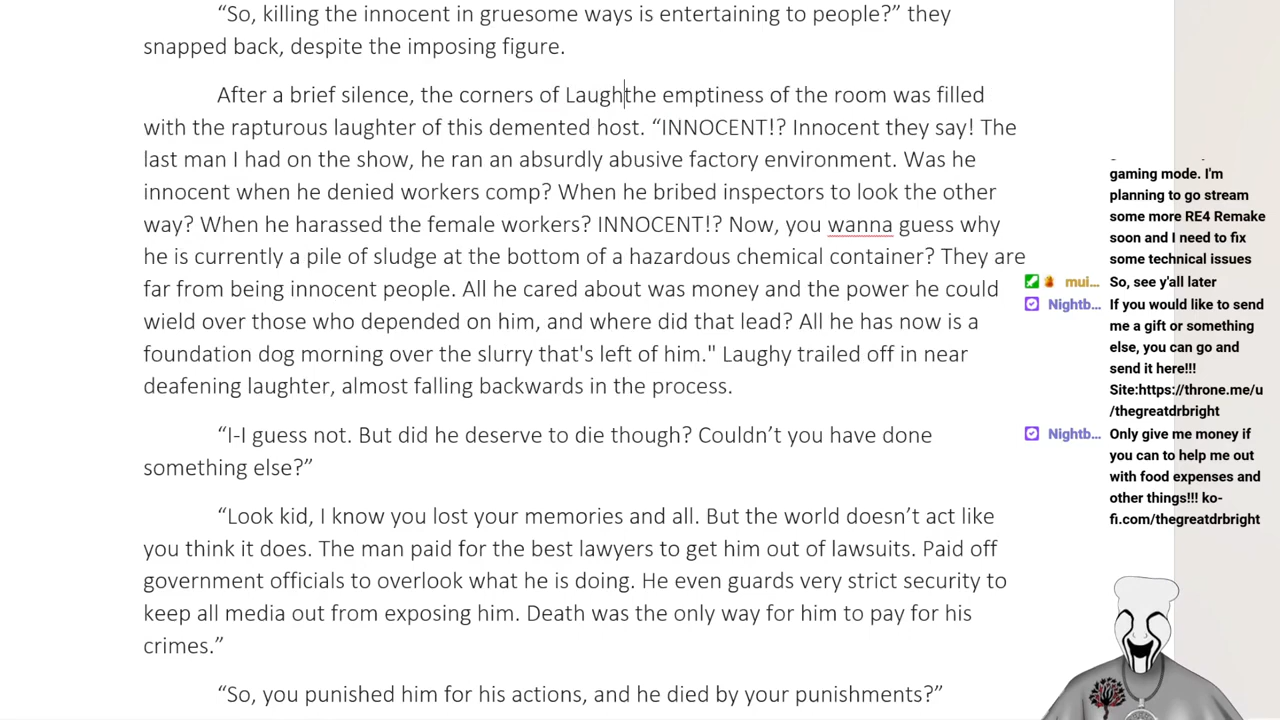 “So, killing the innocent in gruesome ways is entertaining to people?” they
snapped back, despite the imposing figure.
After a brief silence, the corners of Laughthe emptiness of the room was filled
with the rapturous laughter of this demented host. “INNOCENT!? Innocent they say! The
last man I had on the show, he ran an absurdly abusive factory environment. Was he
innocent when he denied workers comp? When he bribed inspectors to look the other
way? When he harassed the female workers? INNOCENT!? Now, you wanna guess why
he is currently a pile of sludge at the bottom of a hazardous chemical container? They are
far from being innocent people. All he cared about was money and the power he could
wield over those who depended on him, and where did that lead? All he has now is a
foundation dog morning over the slurry that's left of him." Laughy trailed off in near
deafening laughter, almost falling backwards in the process.
“I-I guess not. But did he deserve to die though? Couldn’t you have done
something else?”
“Look kid, I know you lost your memories and all. But the world doesn’t act like
you think it does. The man paid for the best lawyers to get him out of lawsuits. Paid off
government officials to overlook what he is doing. He even guards very strict security to
keep all media out from exposing him. Death was the only way for him to pay for his
crimes.”
“So, you punished him for his actions, and he died by your punishments?”
gaming mode. I'm
planning to go stream
some more RE4 Remake
soon and I need to fix
some technical issues
mui... So, see y'all later
Nightb... If you would like to send
me a gift or something
else, you can go and
send it here!!!
Site:https://throne.me/u
/thegreatdrbright
Nightb... Only give me money if
you can to help me out
with food expenses and
other things!!! ko-
fi.com/thegreatdrbright